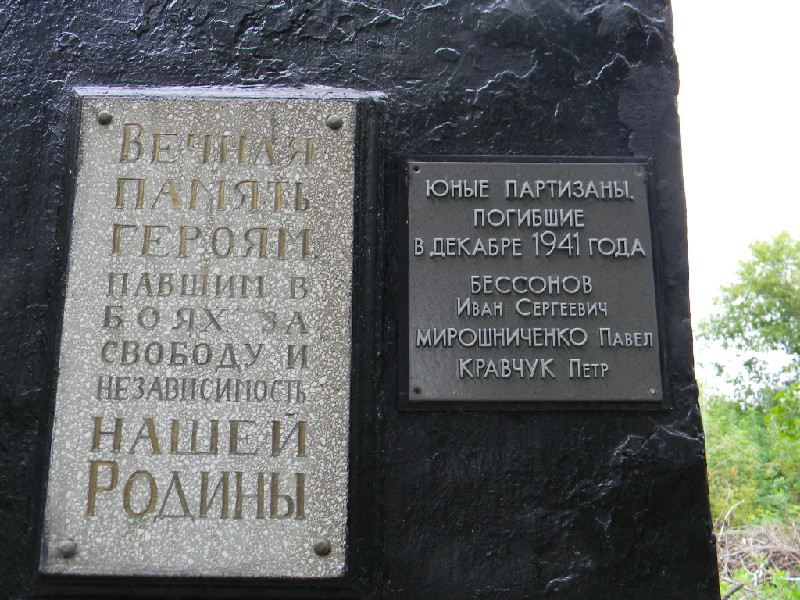 Вечная
память
героям,
павшим в
боях за
свободу и
независимость
нашей
Родины
ЮНЫЕ ПАРТИЗАНЫ,
ПОГИБШИЕ
В ДЕКАБРЕ 1941 ГОДА
БЕССОНОВ
Иван Сергеевич
МИРОШНИЧЕНКО Павел
КРАВЧУК Петр